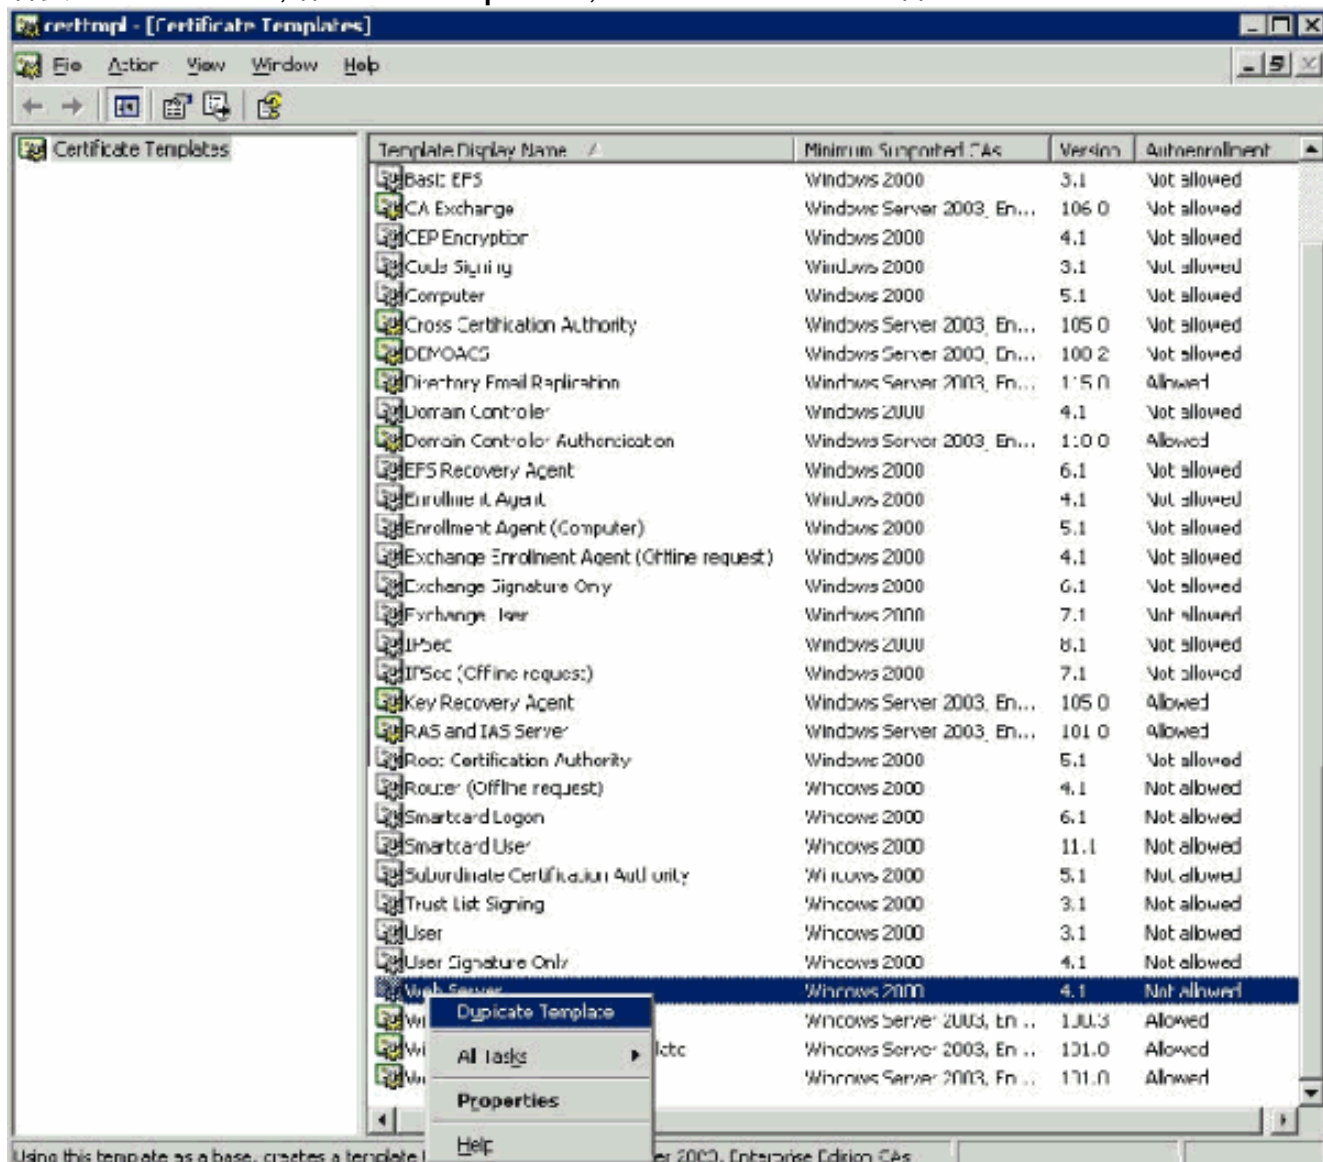 certtmpl - [Certificate Templates]
File Action View Window Help
Certificate Templates
Template Display Name Minimum Supported CAs Version Autoenrollment
Basic EFS Windows 2000 3.1 Not allowed
CA Exchange Windows Server 2003, En... 106.0 Not allowed
CEP Encryption Windows 2000 4.1 Not allowed
Code Signing Windows 2000 3.1 Not allowed
Computer Windows 2000 5.1 Not allowed
Cross Certification Authority Windows Server 2003, En... 105.0 Not allowed
DEMOACS Windows Server 2003, En... 100.2 Not allowed
Directory Email Replication Windows Server 2003, En... 115.0 Allowed
Domain Controller Windows 2000 4.1 Not allowed
Domain Controller Authentication Windows Server 2003, En... 110.0 Allowed
EFS Recovery Agent Windows 2000 6.1 Not allowed
Enrollment Agent Windows 2000 4.1 Not allowed
Enrollment Agent (Computer) Windows 2000 5.1 Not allowed
Exchange Enrollment Agent (Offline request) Windows 2000 4.1 Not allowed
Exchange Signature Only Windows 2000 6.1 Not allowed
Exchange User Windows 2000 7.1 Not allowed
IPSec Windows 2000 8.1 Not allowed
IPSec (Offline request) Windows 2000 7.1 Not allowed
Key Recovery Agent Windows Server 2003, En... 105.0 Allowed
RAS and IAS Server Windows Server 2003, En... 101.0 Allowed
Root Certification Authority Windows 2000 5.1 Not allowed
Router (Offline request) Windows 2000 4.1 Not allowed
Smartcard Logon Windows 2000 6.1 Not allowed
Smartcard User Windows 2000 11.1 Not allowed
Subordinate Certification Authority Windows 2000 5.1 Not allowed
Trust List Signing Windows 2000 3.1 Not allowed
User Windows 2000 3.1 Not allowed
User Signature Only Windows 2000 4.1 Not allowed
Web Server Windows 2000 4.1 Not allowed
Windows Server 2003, En... 100.3 Allowed
Windows Server 2003, En... 101.0 Allowed
Windows Server 2003, En... 101.0 Allowed
Duplicate Template
All Tasks
Properties
Help
Using this template as a base, creates a template 2003, Enterprise Edition CAs